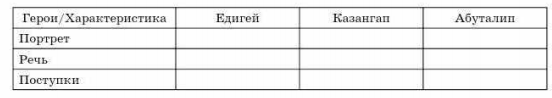 Герои/Характеристика Едигей Казангап Абуталип
Портрет
Речь
Поступки